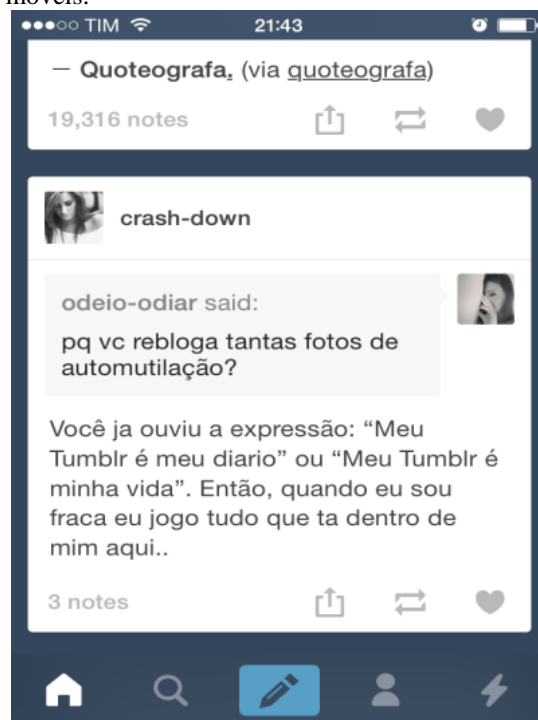 móveis.
TIM 21:43
— Quoteografa, (via quoteografa)
19,316 notes
crash-down
odeio-odiar said:
pq vc rebloga tantas fotos de
automutilação?
Você ja ouviu a expressão: “Meu
Tumblr é meu diario” ou “Meu Tumblr é
minha vida”. Então, quando eu sou
fraca eu jogo tudo que ta dentro de
mim aqui..
3 notes